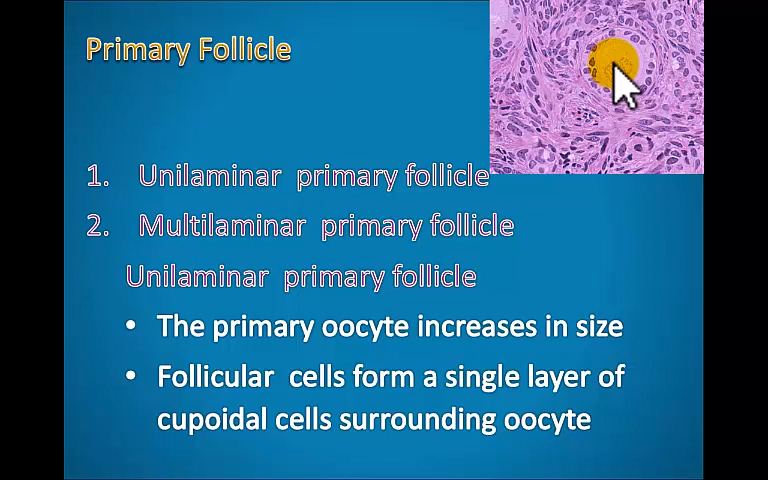 Primary Follicle
1. Unilaminar primary follicle
2. Multilaminar primary follicle
Unilaminar primary follicle
• The primary oocyte increases in size
• Follicular cells form a single layer of
cupoidal cells surrounding oocyte